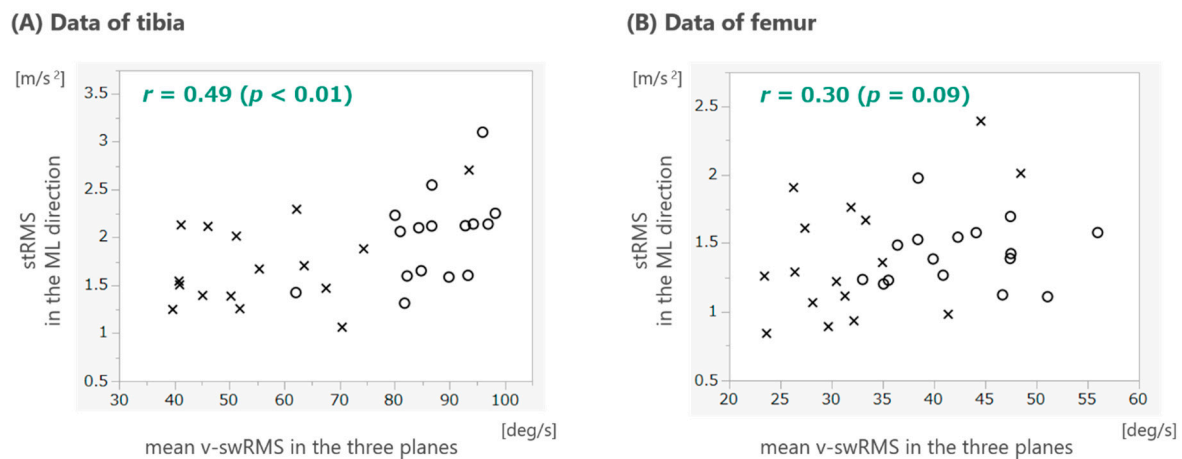 (A) Data of tibia
[m/s²]
r = 0.49 (p < 0.01)
3.5
3
2.5
2
1.5
1
0.5
stRMS
in the ML direction
30 40 50 60 70 80 90 100
[deg/s]
mean v-swRMS in the three planes
(B) Data of femur
[m/s²]
r = 0.30 (p = 0.09)
2.5
2
1.5
1
0.5
stRMS
in the ML direction
20 25 30 35 40 45 50 55 60
[deg/s]
mean v-swRMS in the three planes